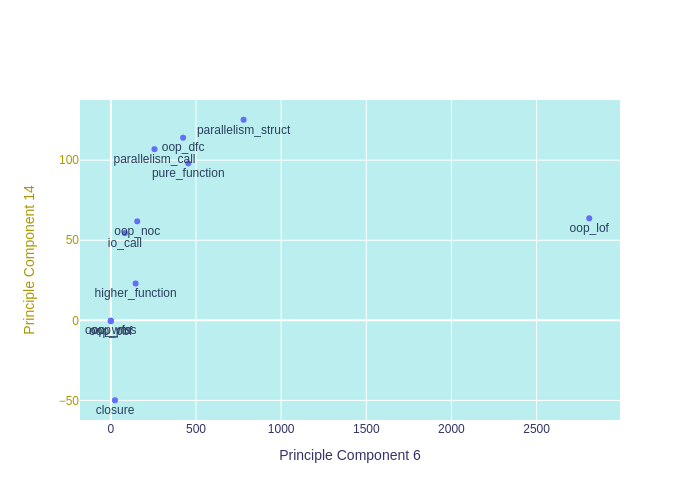 parallelism_struct
oop_dfc
100
parallelism_call
pure_function
oop_noc
oop_lof
50
io_call
higher_function
0
−50
closure
0
500
1000
1500
2000
2500
Principle Component 6
Principle Component 14